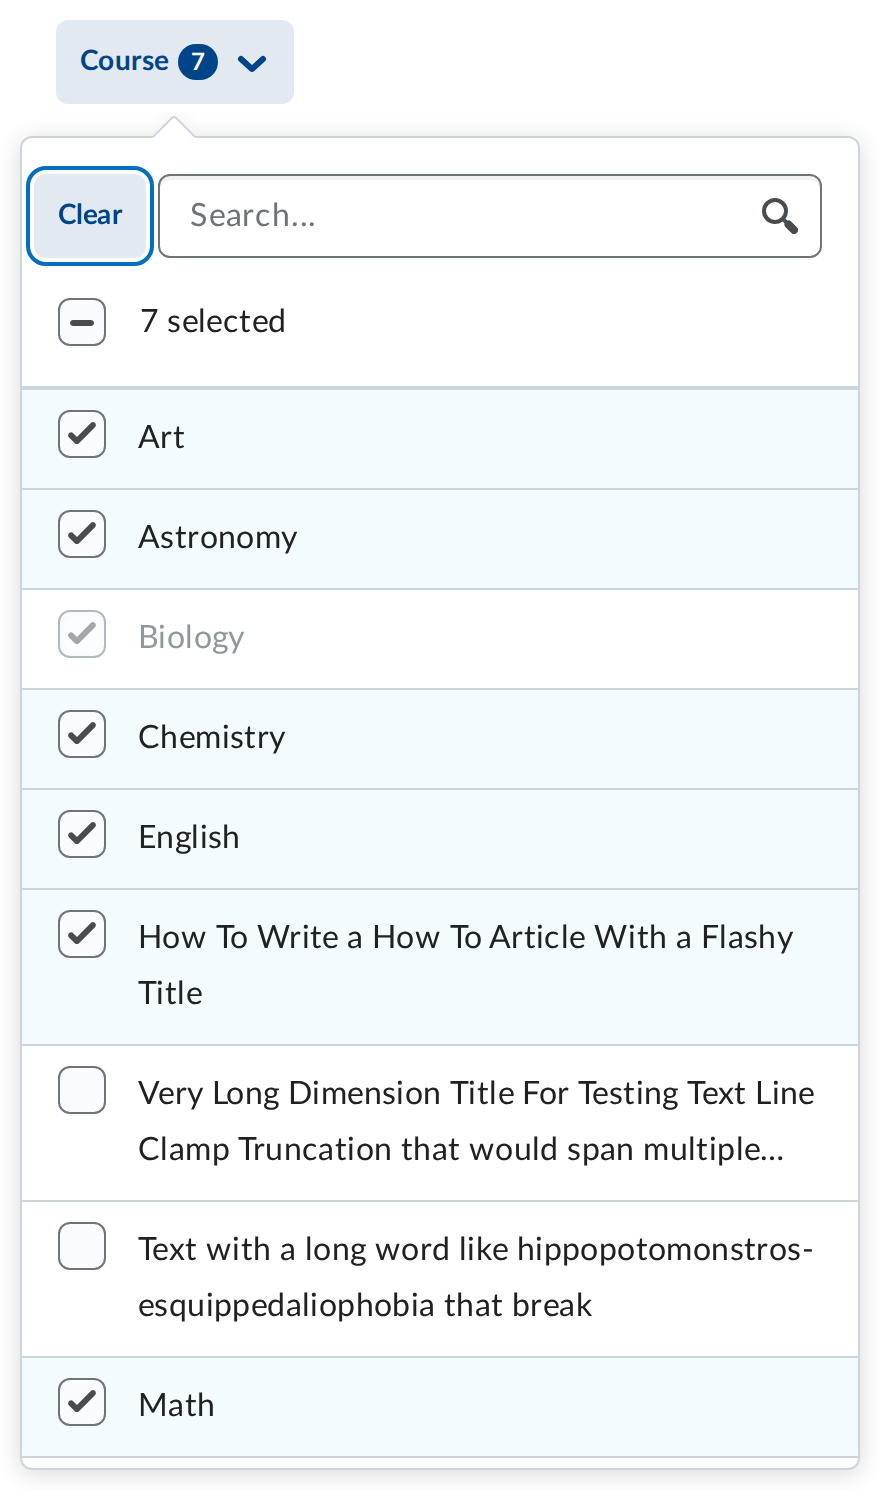 Course 7
Clear Search...
7 selected
Art
Astronomy
Biology
Chemistry
English
How To Write a How To Article With a Flashy
Title
Very Long Dimension Title For Testing Text Line
Clamp Truncation that would span multiple...
Text with a long word like hippopotomonstros-
esquippedaliophobia that break
Math